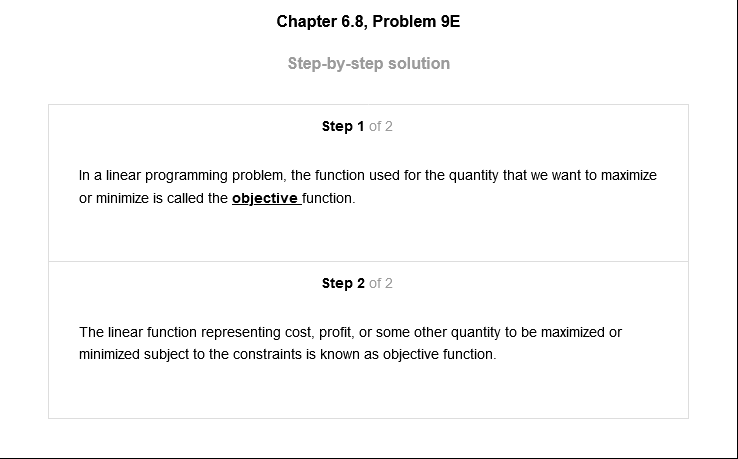 Chapter 6.8, Problem 9E
Step-by-step solution
Step 1 of 2
In a linear programming problem, the function used for the quantity that we want to maximize
or minimize is called the objective function.
Step 2 of 2
The linear function representing cost, profit, or some other quantity to be maximized or
minimized subject to the constraints is known as objective function.